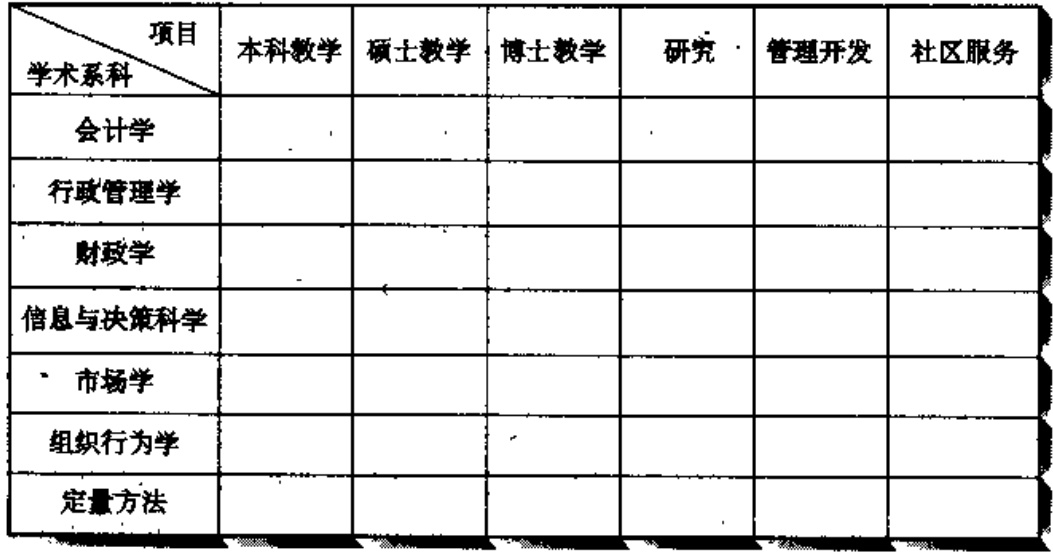 项目
学术系科
本科教学 硕士教学 博士教学 研究 管理开发 社区服务
会计学
行政管理学
财政学
信息与决策科学
市场学
组织行为学
定量方法